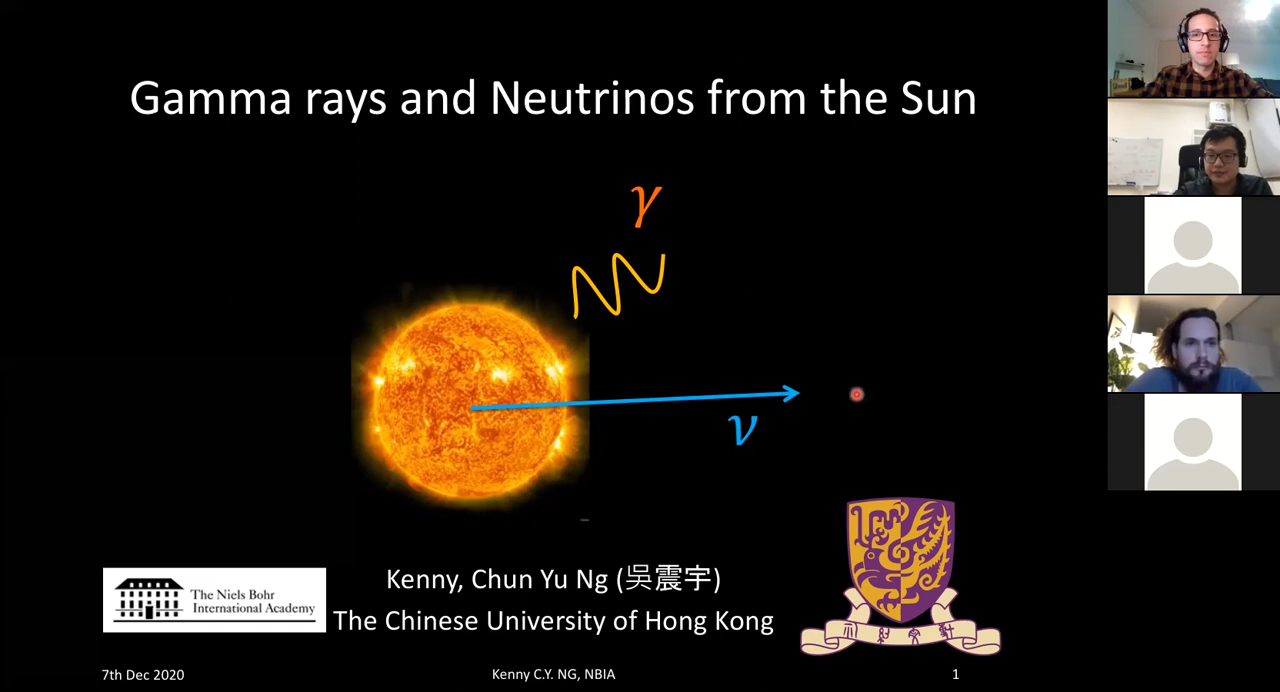 Gamma rays and Neutrinos from the Sun
γ
ν
The Niels Bohr
International Academy
Kenny, Chun Yu Ng (吳震宇)
The Chinese University of Hong Kong
7th Dec 2020
Kenny C.Y. NG, NBIA
1